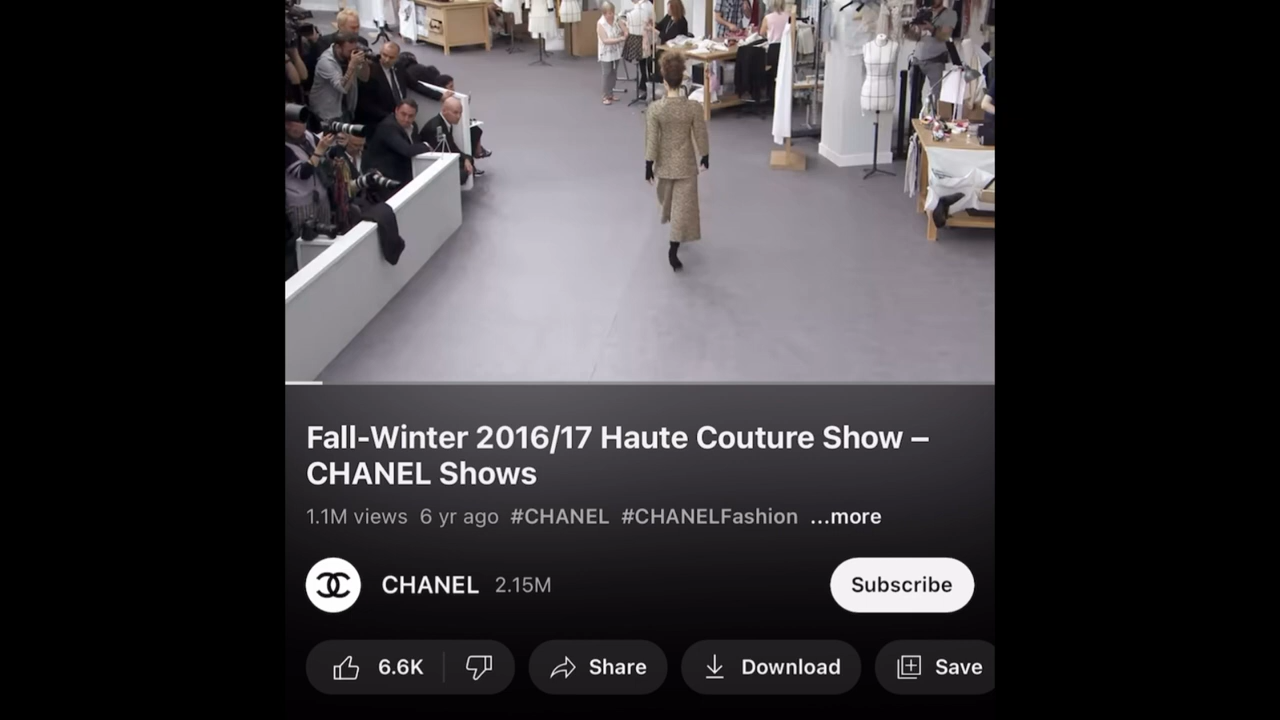 Fall-Winter 2016/17 Haute Couture Show –
CHANEL Shows
1.1M views 6 yr ago #CHANEL #CHANELFashion ...more
CHANEL 2.15M Subscribe
6.6K Share Download Save